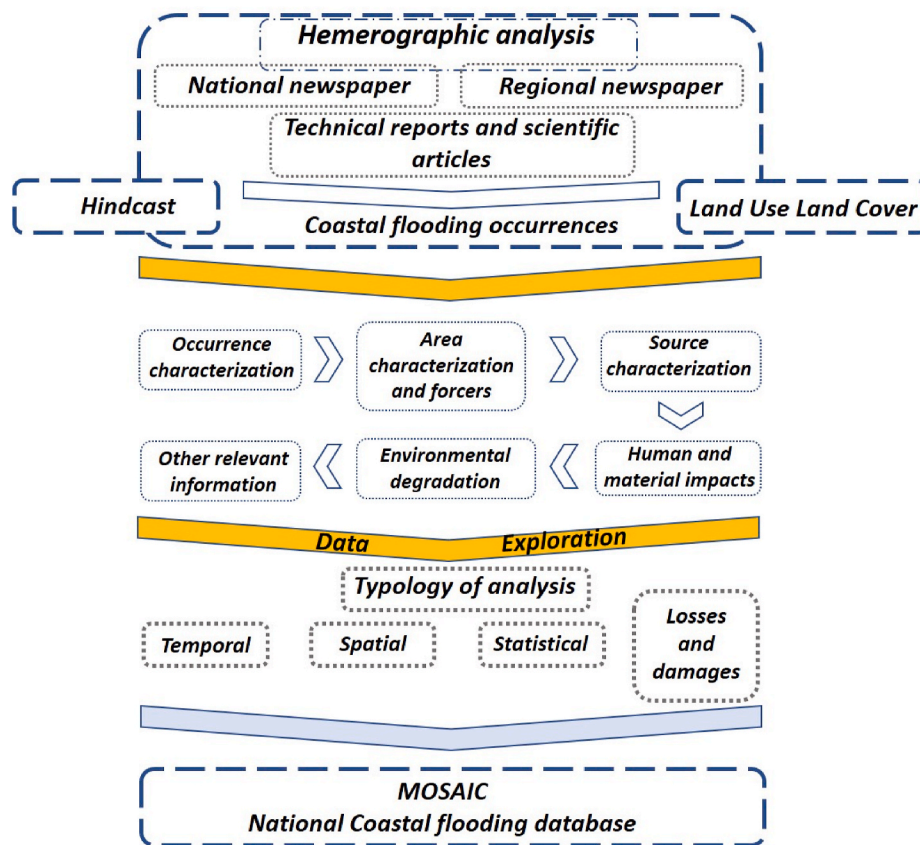 Hemerographic analysis
National newspaper
Regional newspaper
Technical reports and scientific
articles
Hindcast
Coastal flooding occurrences
Land Use Land Cover
Occurrence
characterization
Area
characterization
and forcers
Source
characterization
Human and
material impacts
Environmental
degradation
Other relevant
information
Data Exploration
Typology of analysis
Temporal
Spatial
Statistical
Losses
and
damages
MOSAIC
National Coastal flooding database